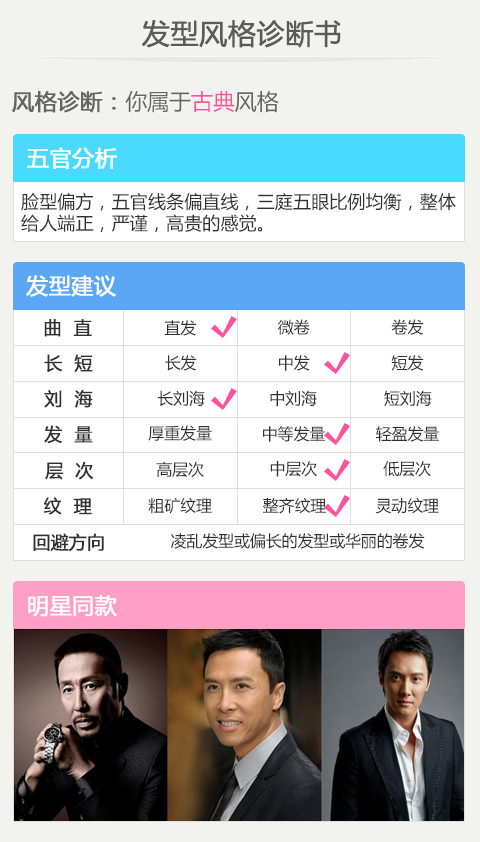 发型风格诊断书
风格诊断：你属于古典风格
五官分析
脸型偏方，五官线条偏直线，三庭五眼比例均衡，整体
给人端正，严谨，高贵的感觉。
发型建议
曲 直 直发 微卷 卷发
长 短 长发 中发 短发
刘 海 长刘海 中刘海 短刘海
发 量 厚重发量 中等发量 轻盈发量
层 次 高层次 中层次 低层次
纹 理 粗矿纹理 整齐纹理 灵动纹理
回避方向 凌乱发型或偏长的发型或华丽的卷发
明星同款